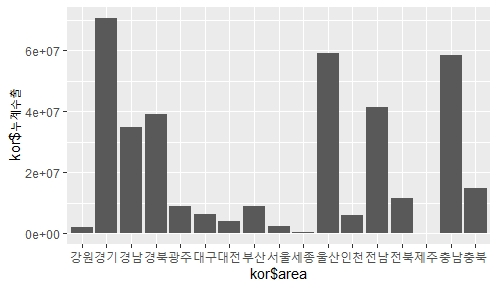 kor$누계수출
6e+07
4e+07
2e+07
0e+00
강원 경기 경남 경북 광주 대구 대전 부산 서울 세종 울산 인천 전남 전북 제주 충남 충북
kor$area